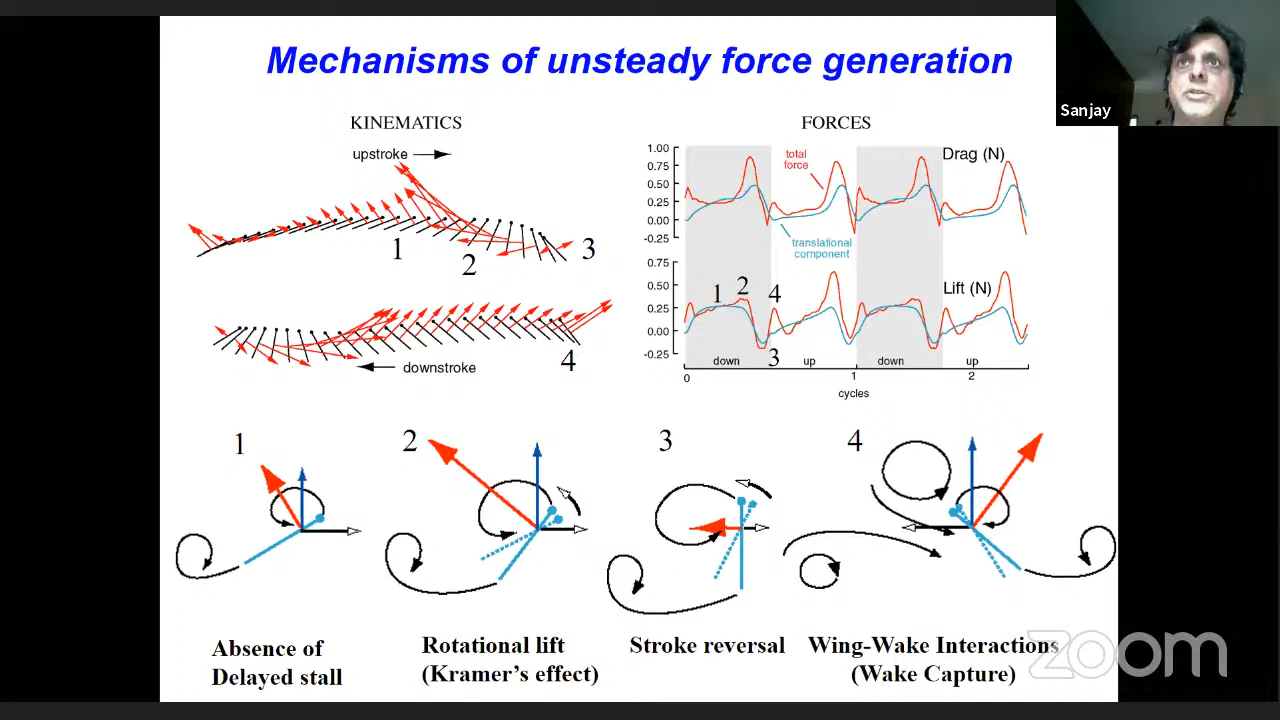 Mechanisms of unsteady force generation
Sanjay
KINEMATICS
upstroke
1
2
3
4
downstroke
FORCES
1.00
0.75
0.50
0.25
0.00
-0.25
total
force
Drag (N)
translational
component
0.75
0.50
0.25
0.00
-0.25
Lift (N)
1
2
4
3
down
up
down
up
0
1
2
cycles
1
2
3
4
Absence of
Delayed stall
Rotational lift
(Kramer's effect)
Stroke reversal
Wing-Wake Interactions
(Wake Capture)
zoom